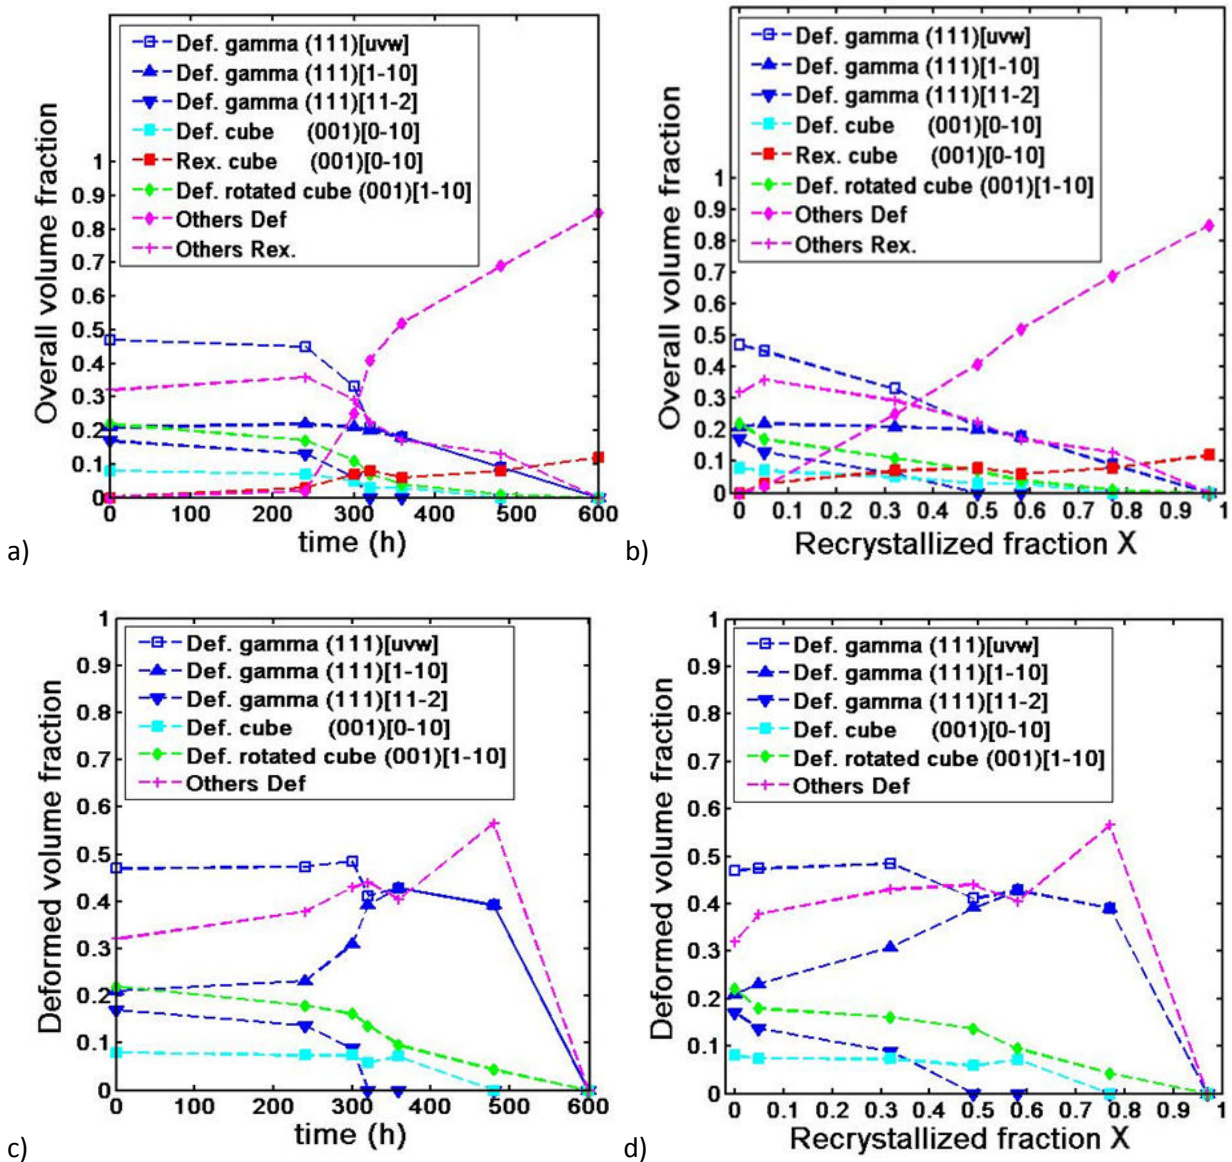 Def. gamma (111)[uvw]
Def. gamma (111)[1-10]
Def. gamma (111)[11-2]
Def. cube (001)[0-10]
Rex. cube (001)[0-10]
Def. rotated cube (001)[1-10]
Others Def
Others Rex.
Overall volume fraction
1
0.9
0.8
0.7
0.6
0.5
0.4
0.3
0.2
0.1
0
0 100 200 300 400 500 600
time (h)
a)
Def. gamma (111)[uvw]
Def. gamma (111)[1-10]
Def. gamma (111)[11-2]
Def. cube (001)[0-10]
Rex. cube (001)[0-10]
Def. rotated cube (001)[1-10]
Others Def
Others Rex.
Overall volume fraction
1
0.9
0.8
0.7
0.6
0.5
0.4
0.3
0.2
0.1
0
0 0.1 0.2 0.3 0.4 0.5 0.6 0.7 0.8 0.9 1
Recrystallized fraction X
b)
Def. gamma (111)[uvw]
Def. gamma (111)[1-10]
Def. gamma (111)[11-2]
Def. cube (001)[0-10]
Def. rotated cube (001)[1-10]
Others Def
Deformed volume fraction
1
0.9
0.8
0.7
0.6
0.5
0.4
0.3
0.2
0.1
0
0 100 200 300 400 500 600
time (h)
c)
Def. gamma (111)[uvw]
Def. gamma (111)[1-10]
Def. gamma (111)[11-2]
Def. cube (001)[0-10]
Def. rotated cube (001)[1-10]
Others Def
Deformed volume fraction
1
0.9
0.8
0.7
0.6
0.5
0.4
0.3
0.2
0.1
0
0 0.1 0.2 0.3 0.4 0.5 0.6 0.7 0.8 0.9 1
Recrystallized fraction X
d)